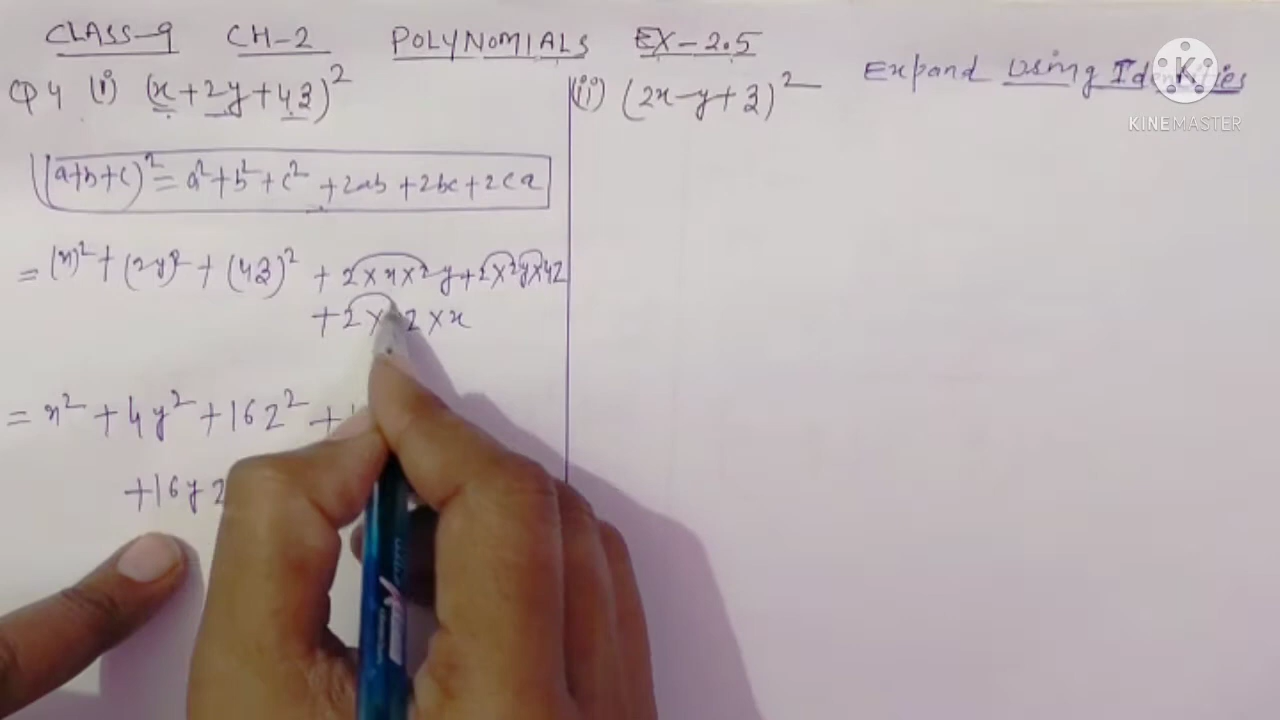 CLASS-9 CH-2 POLYNOMIALS EX-2.5
Q 4 (i) (x+2y+4z)²
(a+b+c)² = a²+b²+c² +2ab+2bc+2ca
= (x)² + (2y)² + (4z)² + 2×x×2y+2×2y×4z
+2× z×x
= x² + 4y² + 16z² +
+16yz
(ii) (2x-y+z)²
Expand Using Identities
K
KINEMASTER